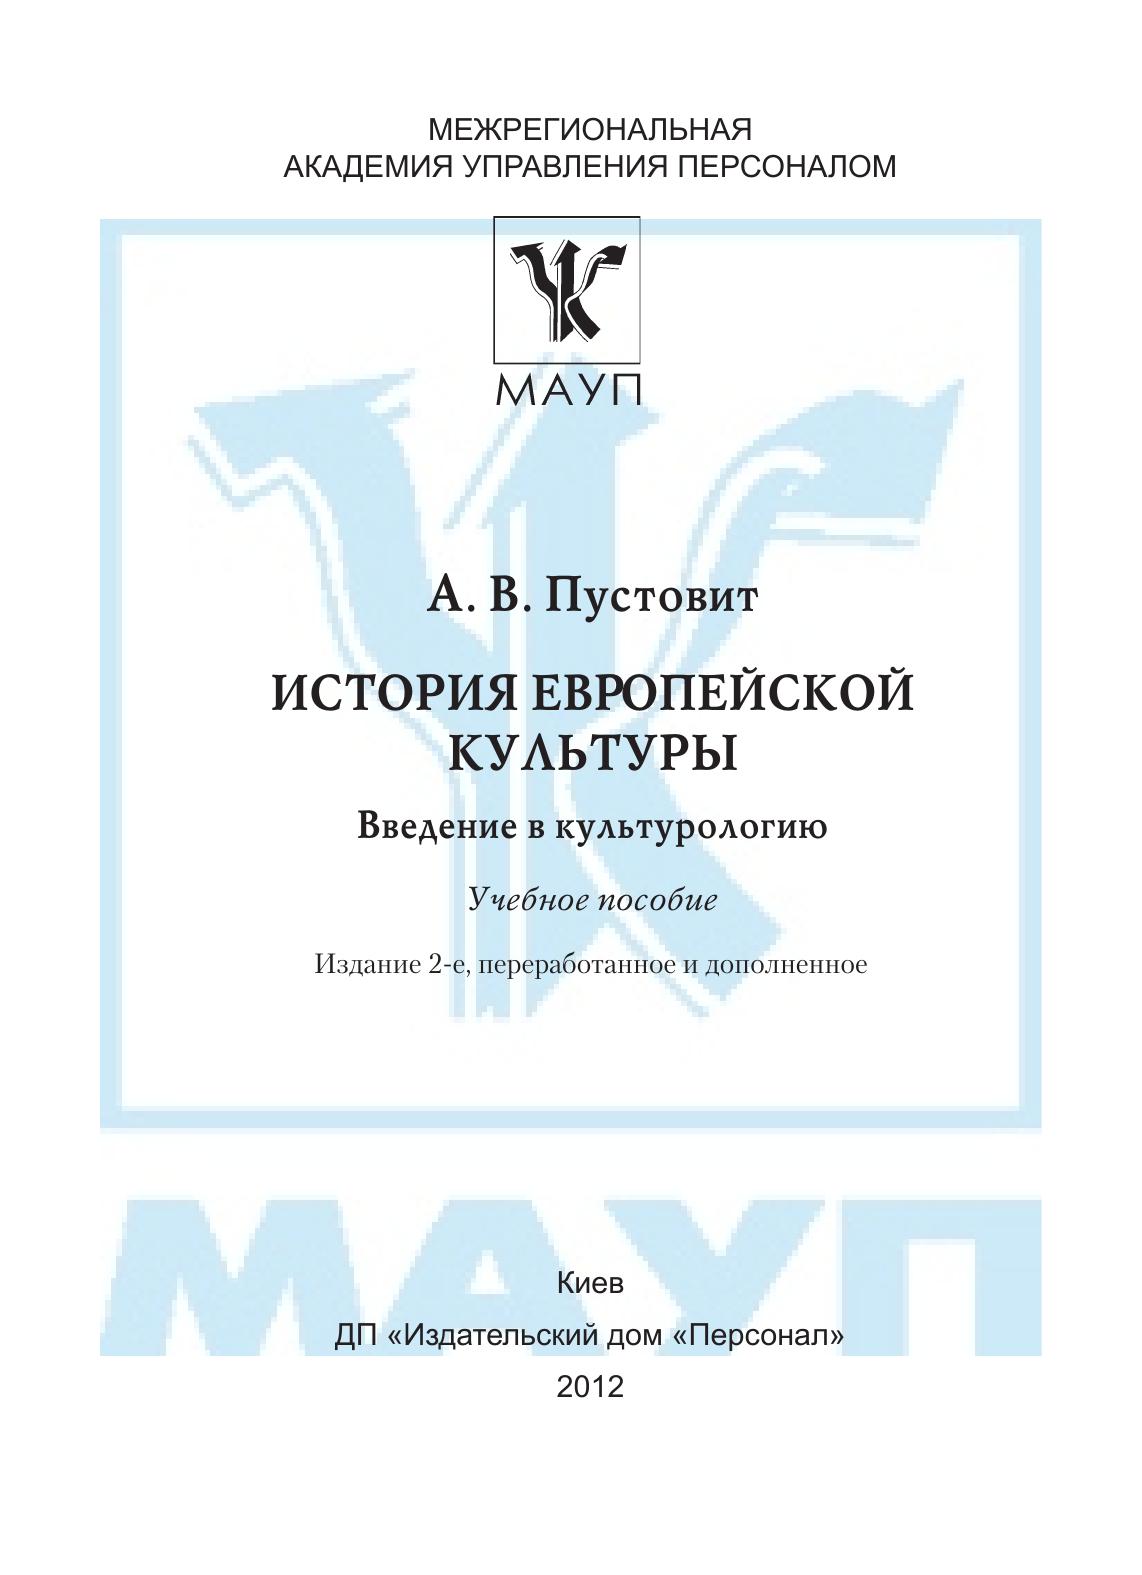 МЕЖРЕГИОНАЛЬНАЯ
АКАДЕМИЯ УПРАВЛЕНИЯ ПЕРСОНАЛОМ
МАУП
А. В. Пустовит
ИСТОРИЯ ЕВРОПЕЙСКОЙ
КУЛЬТУРЫ
Введение в культурологию
Учебное пособие
Издание 2-е, переработанное и дополненное
МАУП
Киев
ДП «Издательский дом «Персонал»
2012